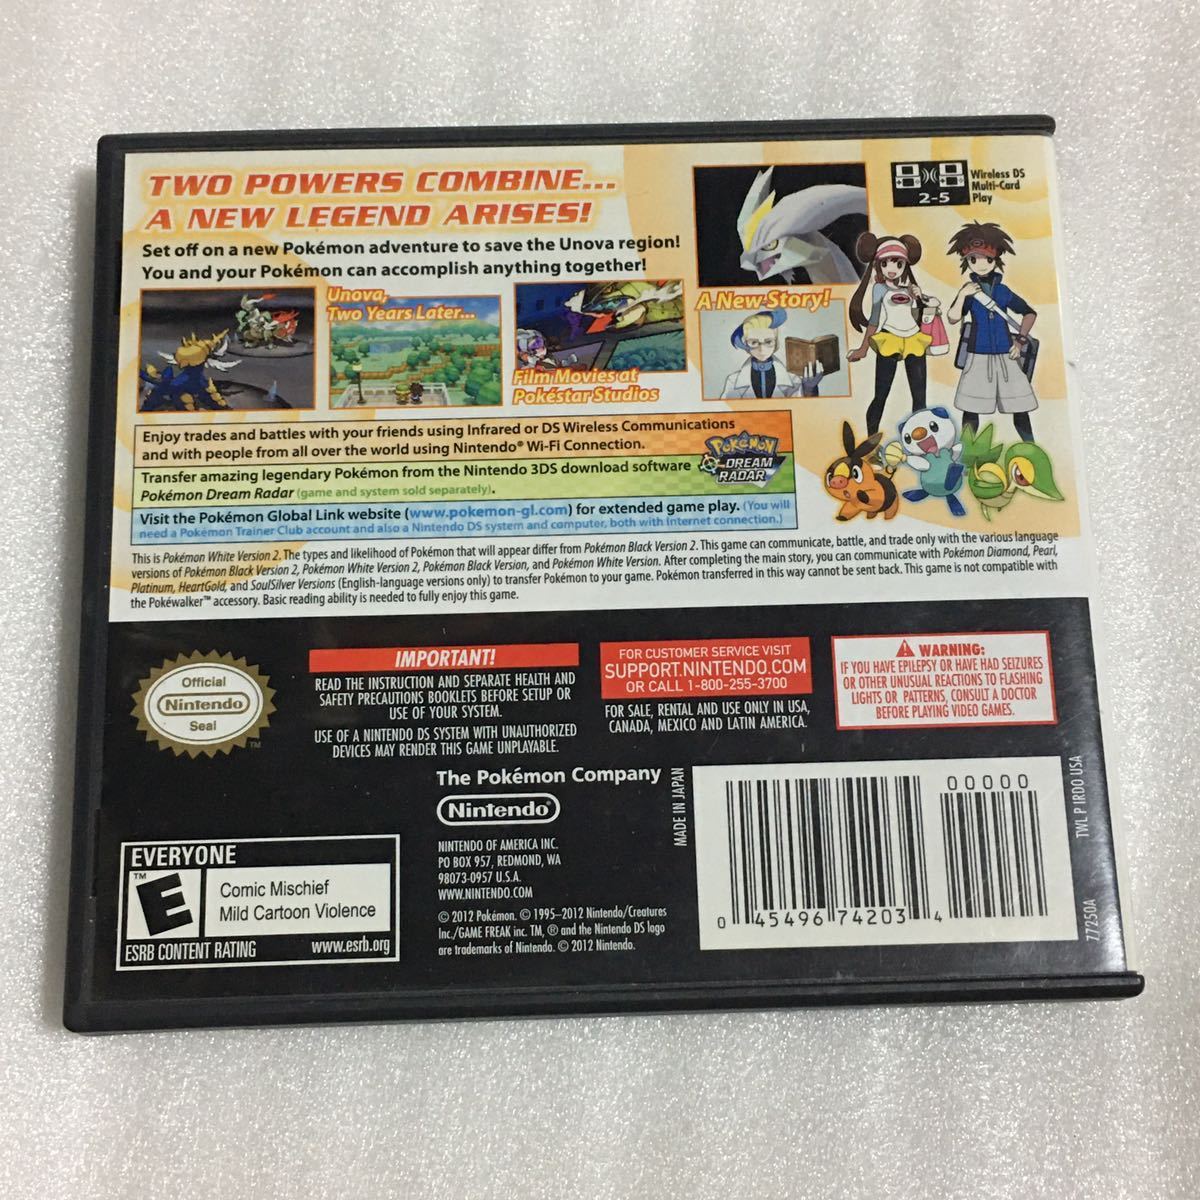 TWO POWERS COMBINE...
A NEW LEGEND ARISES!
Set off on a new Pokémon adventure to save the Unova region!
You and your Pokémon can accomplish anything together!
Unova,
Two Years Later...
Film Movies at
Pokéstar Studios
A New Story!
2-5
Wireless DS
Multi-Card
Play
Enjoy trades and battles with your friends using Infrared or DS Wireless Communications
and with people from all over the world using Nintendo® Wi-Fi Connection.
Transfer amazing legendary Pokémon from the Nintendo 3DS download software
Pokémon Dream Radar (game and system sold separately).
POKéMON
DREAM
RADAR
Visit the Pokémon Global Link website (www.pokemon-gl.com) for extended game play. (You will
need a Pokémon Trainer Club account and also a Nintendo DS system and computer, both with Internet connection.)
This is Pokémon White Version 2. The types and likelihood of Pokémon that will appear differ from Pokémon Black Version 2. This game can communicate, battle, and trade only with the various language
versions of Pokémon Black Version 2, Pokémon White Version 2, Pokémon Black Version, and Pokémon White Version. After completing the main story, you can communicate with Pokémon Diamond, Pearl,
Platinum, HeartGold, and SoulSilver Versions (English-language versions only) to transfer Pokémon to your game. Pokémon transferred in this way cannot be sent back. This game is not compatible with
the Pokéwalker™ accessory. Basic reading ability is needed to fully enjoy this game.
Official
Nintendo
Seal
TM
IMPORTANT!
READ THE INSTRUCTION AND SEPARATE HEALTH AND
SAFETY PRECAUTIONS BOOKLETS BEFORE SETUP OR
USE OF YOUR SYSTEM.
USE OF A NINTENDO DS SYSTEM WITH UNAUTHORIZED
DEVICES MAY RENDER THIS GAME UNPLAYABLE.
FOR CUSTOMER SERVICE VISIT
SUPPORT.NINTENDO.COM
OR CALL 1-800-255-3700
FOR SALE, RENTAL AND USE ONLY IN USA,
CANADA, MEXICO AND LATIN AMERICA.
WARNING:
IF YOU HAVE EPILEPSY OR HAVE HAD SEIZURES
OR OTHER UNUSUAL REACTIONS TO FLASHING
LIGHTS OR PATTERNS, CONSULT A DOCTOR
BEFORE PLAYING VIDEO GAMES.
The Pokémon Company
Nintendo®
NINTENDO OF AMERICA INC.
PO BOX 957, REDMOND, WA
98073-0957 U.S.A.
WWW.NINTENDO.COM
© 2012 Pokémon. © 1995–2012 Nintendo/Creatures
Inc./GAME FREAK inc. TM, ® and the Nintendo DS logo
are trademarks of Nintendo. © 2012 Nintendo.
EVERYONE
TM
E
Comic Mischief
Mild Cartoon Violence
ESRB CONTENT RATING
www.esrb.org
MADE IN JAPAN
00000
0 45496 74203 4
TWL P IRDO USA
77250A